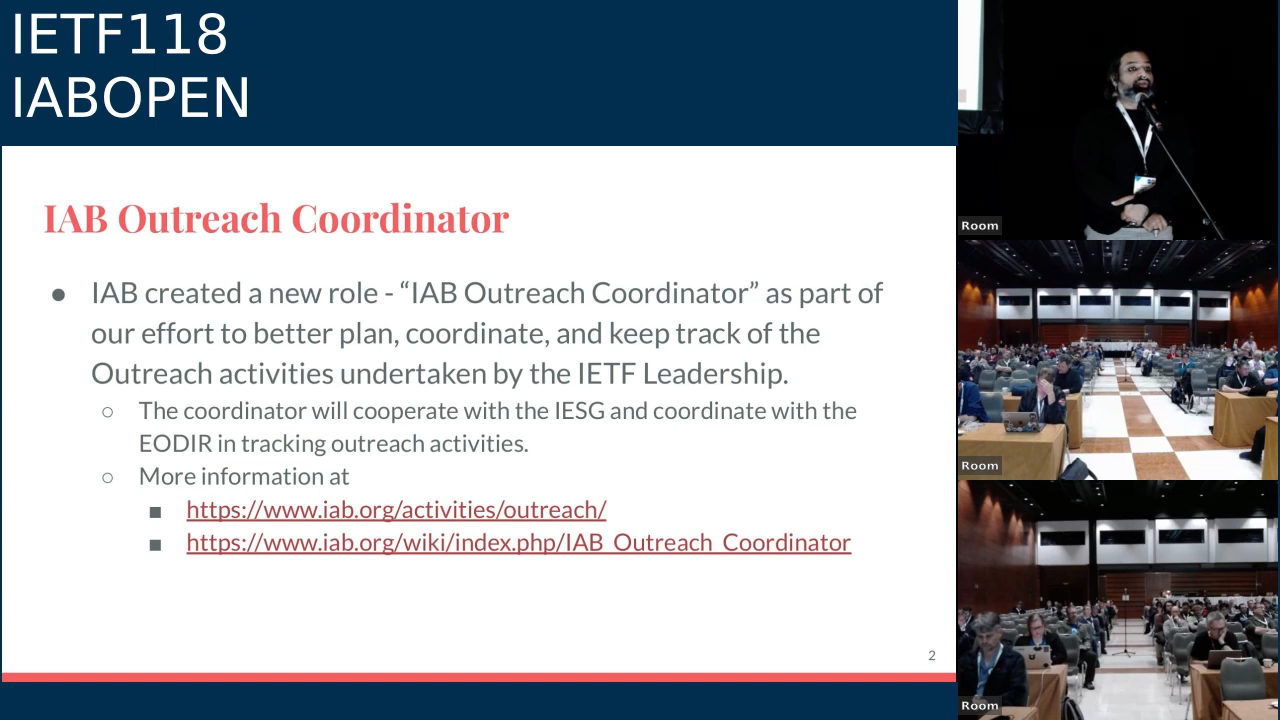 IETF118
IABOPEN
IAB Outreach Coordinator
● IAB created a new role - “IAB Outreach Coordinator” as part of
our effort to better plan, coordinate, and keep track of the
Outreach activities undertaken by the IETF Leadership.
○ The coordinator will cooperate with the IESG and coordinate with the
EODIR in tracking outreach activities.
○ More information at
■ https://www.iab.org/activities/outreach/
■ https://www.iab.org/wiki/index.php/IAB_Outreach_Coordinator
2
Room
Room
Room